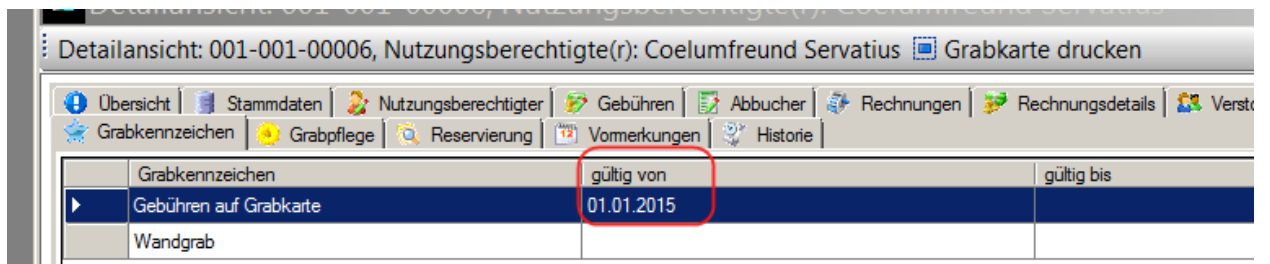 Detailansicht: 001-001-00006, Nutzungsberechtigte(r): Coelumfreund Servatius
Detailansicht: 001-001-00006, Nutzungsberechtigte(r): Coelumfreund Servatius Grabkarte drucken
Übersicht Stammdaten Nutzungsberechtigter Gebühren Abbucher Rechnungen Rechnungsdetails
Grabkennzeichen Grabpflege Reservierung Vormerkungen Historie
Grabkennzeichen gültig von gültig bis
Gebühren auf Grabkarte 01.01.2015
Wandgrab